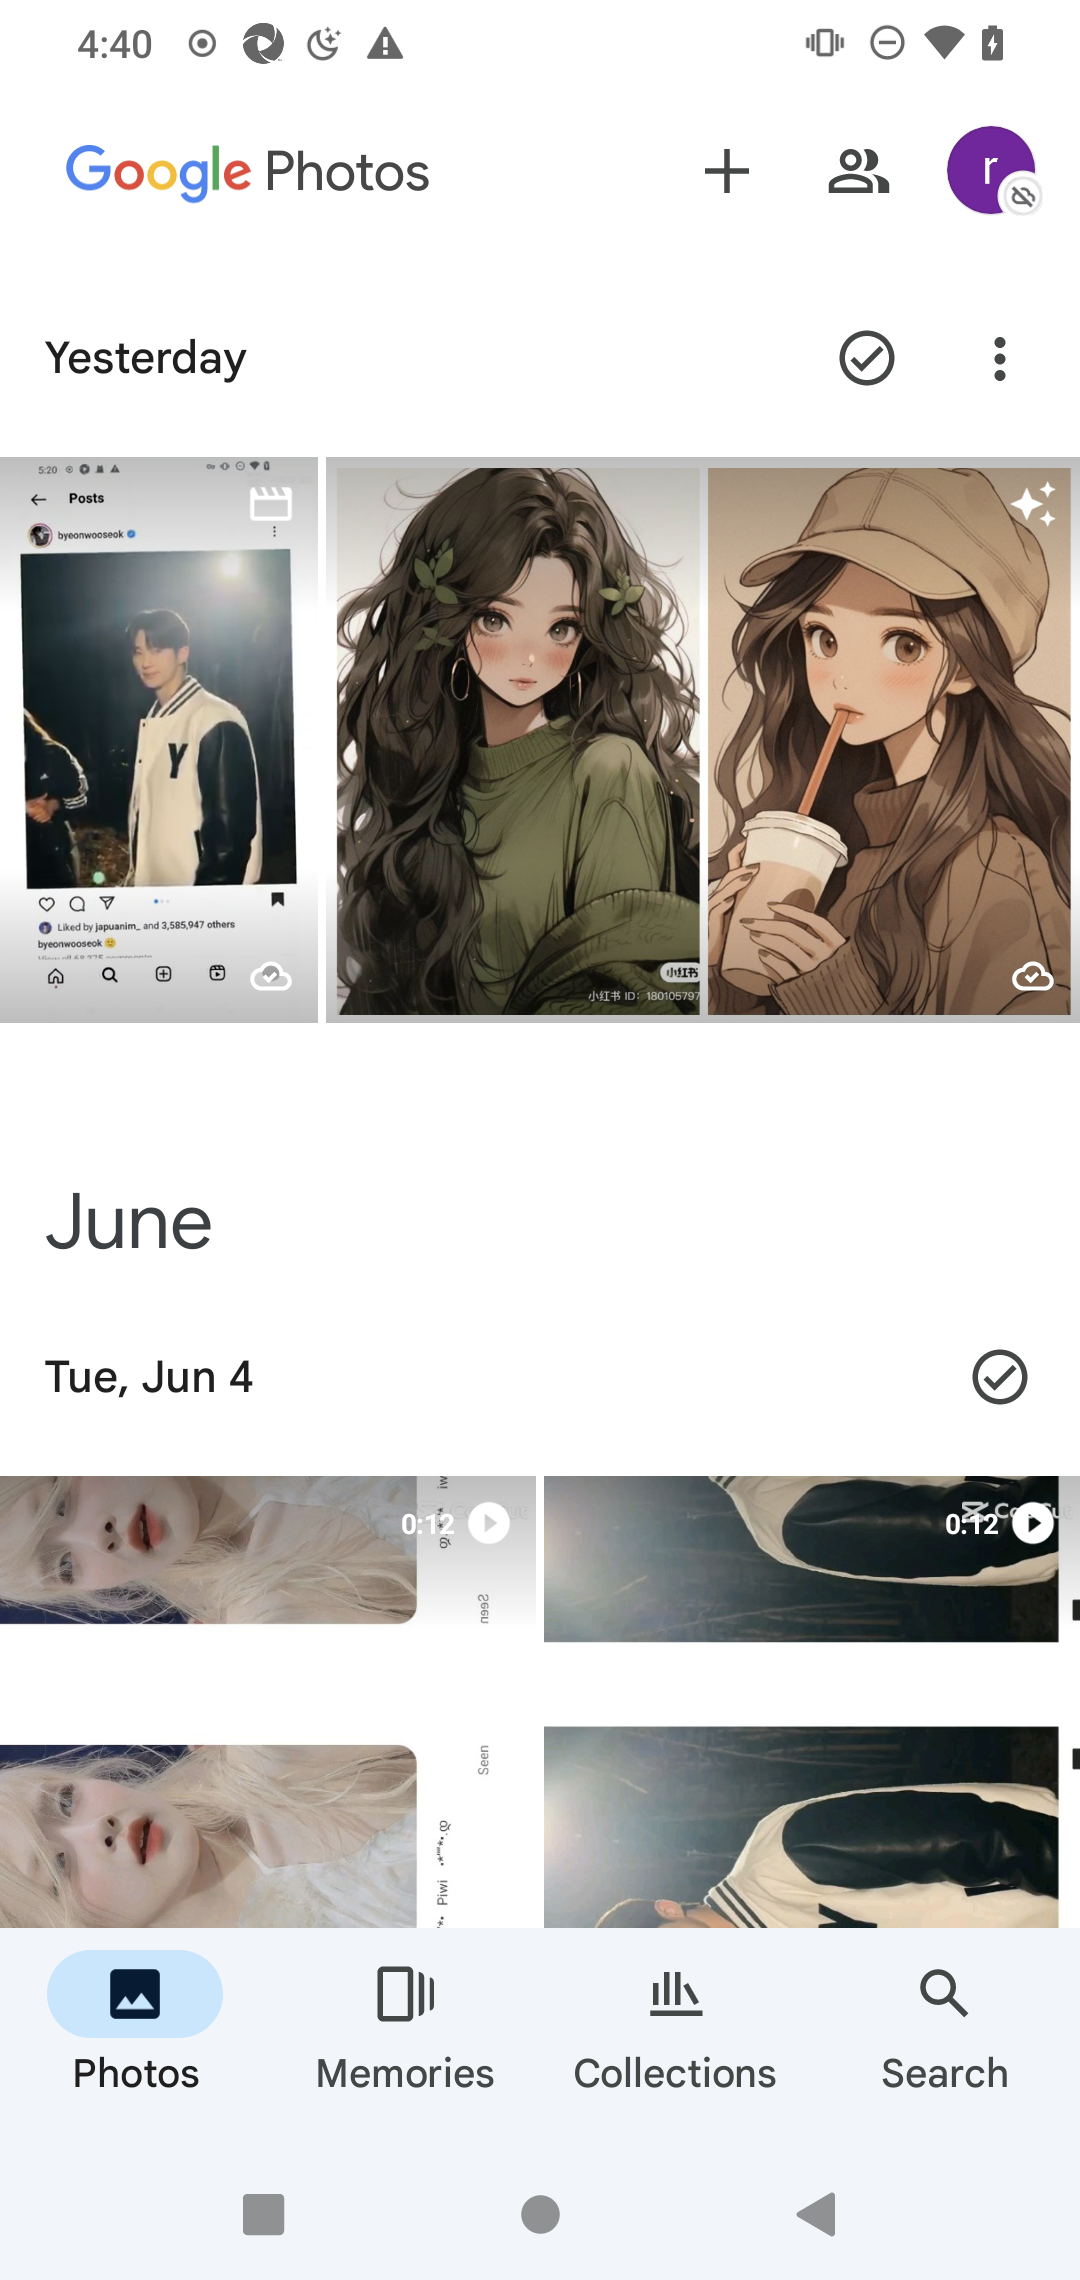 4:40
Google Photos
r
Yesterday
5:20
Posts
byeonwooseok
Y
Liked by japuanim_ and 3,585,947 others
byeonwooseok
小红书
小红书 ID: 180105797
June
Tue, Jun 4
0:12
Seen
Seen
Piwi
0:12
Photos
Memories
Collections
Search